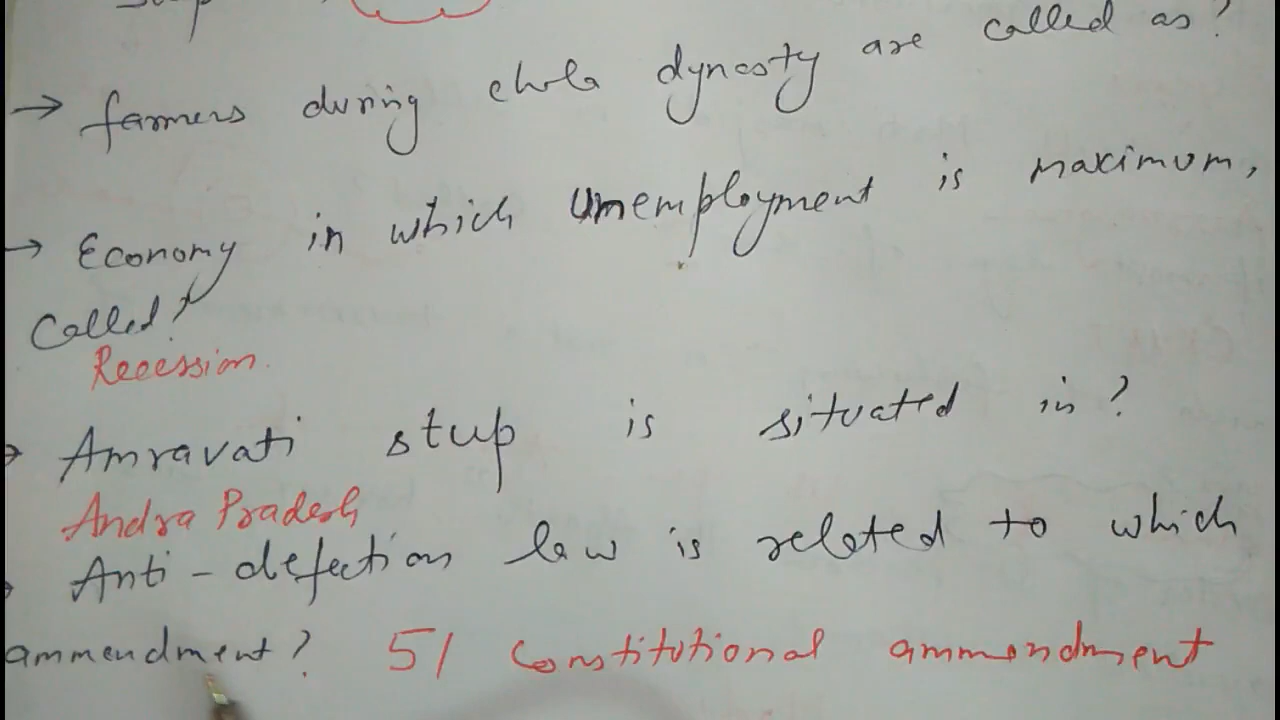 → farmers during chola dynasty are called as?
→ Economy in which unemployment is maximum,
called?
Recession.
→ Amravati stup is situated in?
Andra Pradesh
Anti-defection law is related to which
ammendment? 51 constitutional ammendment